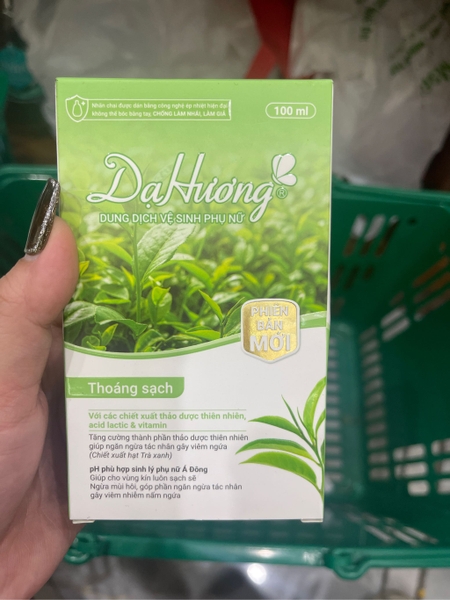 Nhãn chai được dán bằng công nghệ ép nhiệt hiện đại
không thể bóc bằng tay, CHỐNG LÀM NHÁI, LÀM GIẢ
100 ml
Dạ Hương®
DUNG DỊCH VỆ SINH PHỤ NỮ
PHIÊN
BẢN
MỚI
Thoáng sạch
Với các chiết xuất thảo dược thiên nhiên,
acid lactic & vitamin
Tăng cường thành phần thảo dược thiên nhiên
giúp ngăn ngừa tác nhân gây viêm ngứa
(Chiết xuất hạt Trà xanh)
pH phù hợp sinh lý phụ nữ Á Đông
Giúp cho vùng kín luôn sạch sẽ
Ngừa mùi hôi, góp phần ngăn ngừa tác nhân
gây viêm nhiễm nấm ngứa